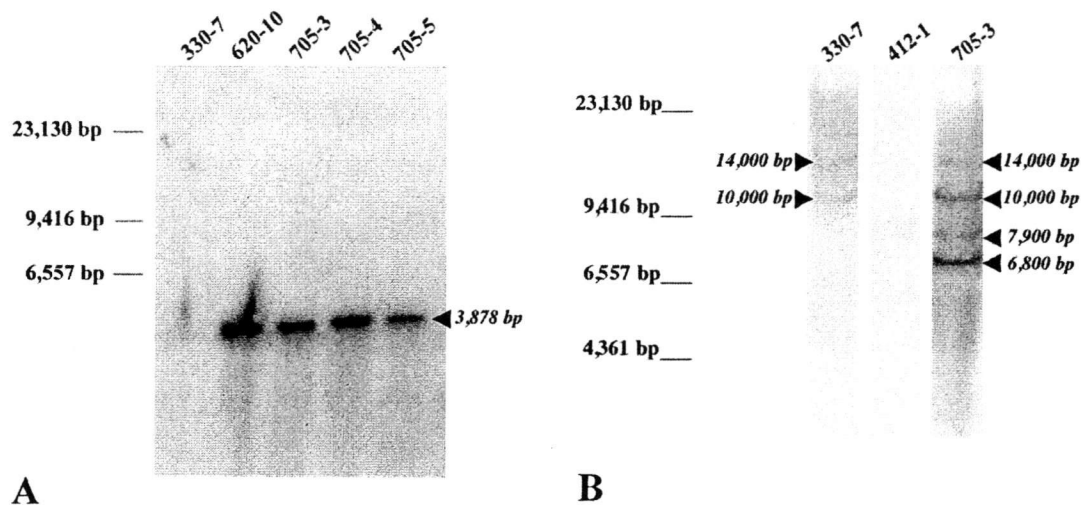 330-7 620-10 705-3 705-4 705-5
23,130 bp
9,416 bp
6,557 bp
3,878 bp
A
330-7 412-1 705-3
23,130 bp
14,000 bp 14,000 bp
10,000 bp 10,000 bp
9,416 bp
7,900 bp
6,800 bp
6,557 bp
4,361 bp
B